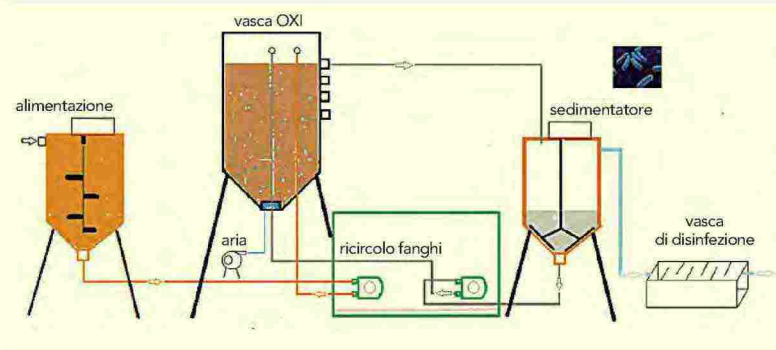 vasca OXI
alimentazione
sedimentatore
aria
ricircolo fanghi
vasca
di disinfezione